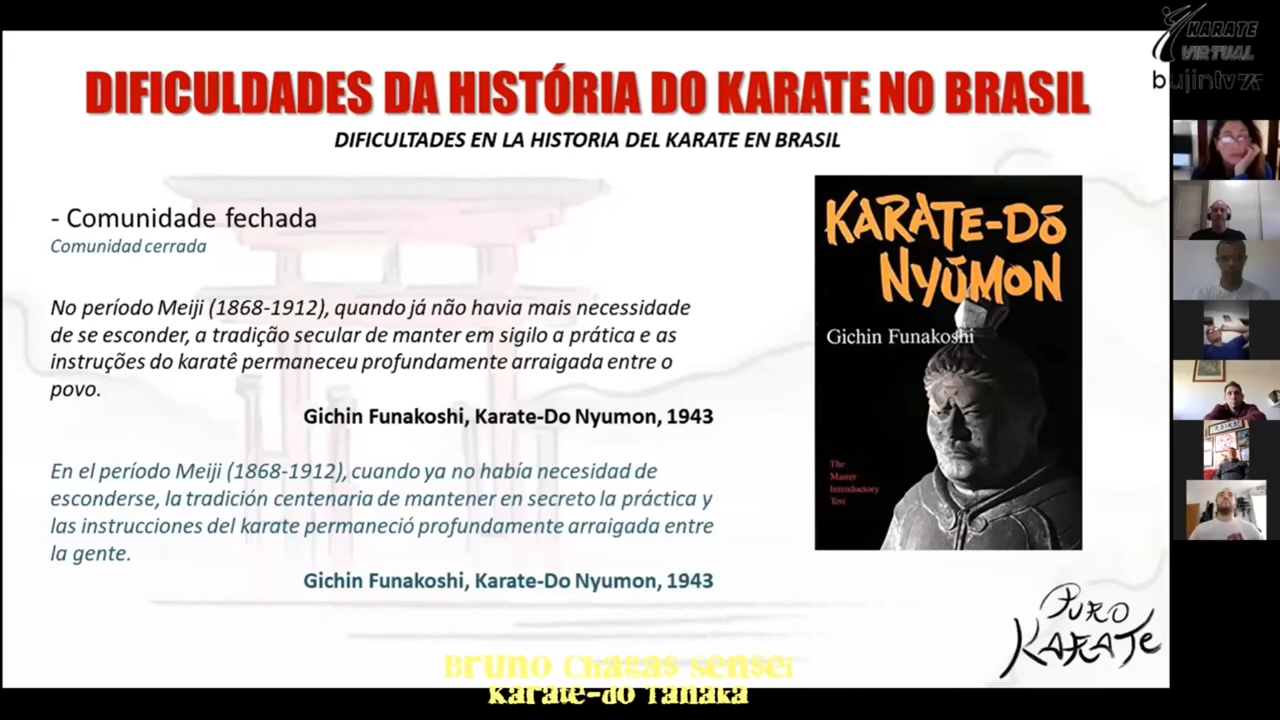 KARATE
VIRTUAL
bujintv
DIFICULDADES DA HISTÓRIA DO KARATE NO BRASIL
DIFICULTADES EN LA HISTORIA DEL KARATE EN BRASIL
- Comunidade fechada
Comunidad cerrada
No período Meiji (1868-1912), quando já não havia mais necessidade
de se esconder, a tradição secular de manter em sigilo a prática e as
instruções do karatê permaneceu profundamente arraigada entre o
povo.
Gichin Funakoshi, Karate-Do Nyumon, 1943
En el período Meiji (1868-1912), cuando ya no había necesidad de
esconderse, la tradición centenaria de mantener en secreto la práctica y
las instrucciones del karate permaneció profundamente arraigada entre
la gente.
Gichin Funakoshi, Karate-Do Nyumon, 1943
KARATE-DŌ
NYŪMON
Gichin Funakoshi
The
Master
Introductory
Text
PURO
KARATE
Bruno Chagas Sensei
Karate-do Tanaka